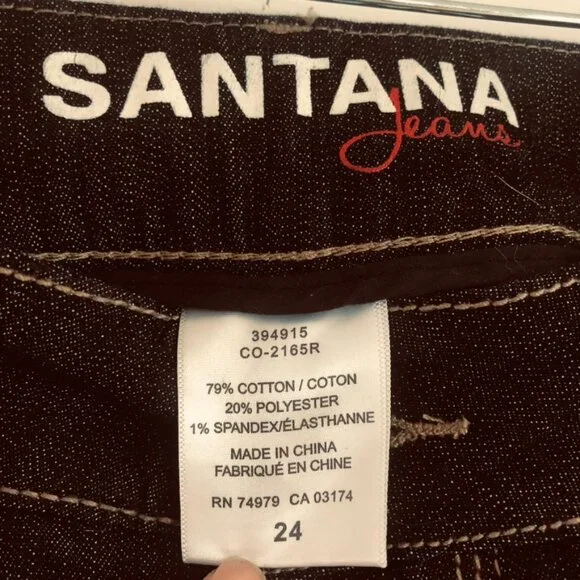 SANTANA
Jeans
394915
CO-2165R
79% COTTON / COTON
20% POLYESTER
1% SPANDEX/ÉLASTHANNE
MADE IN CHINA
FABRIQUÉ EN CHINE
RN 74979 CA 03174
24